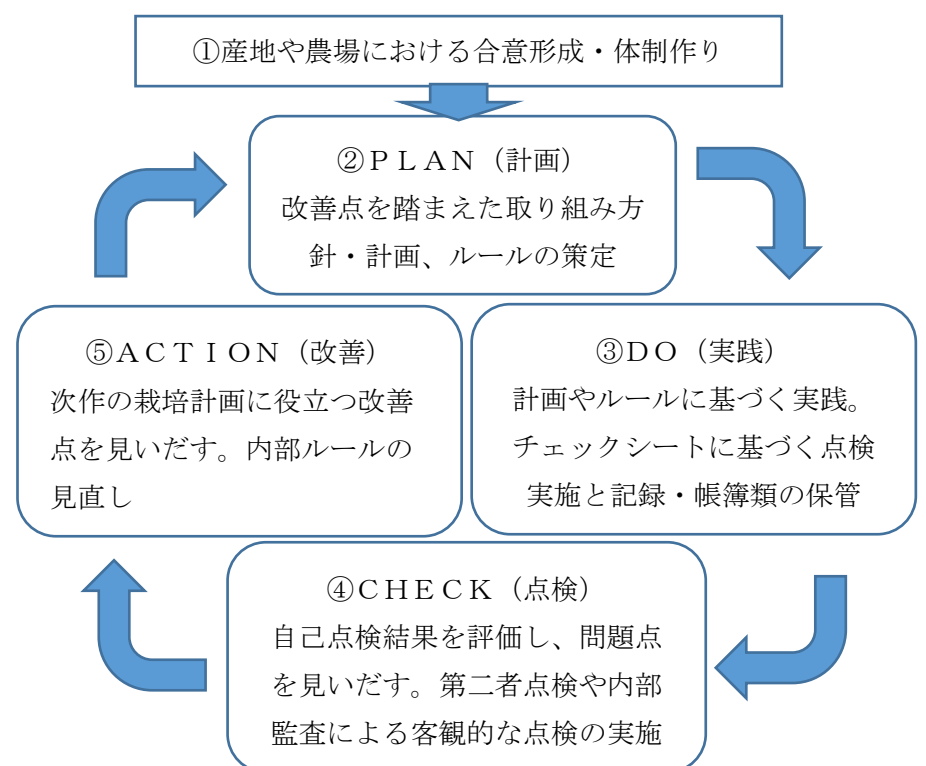 ①産地や農場における合意形成・体制作り
②ＰＬＡＮ（計画）
改善点を踏まえた取り組み方
針・計画、ルールの策定
③ＤＯ（実践）
計画やルールに基づく実践。
チェックシートに基づく点検
実施と記録・帳簿類の保管
④ＣＨＥＣＫ（点検）
自己点検結果を評価し、問題点
を見いだす。第二者点検や内部
監査による客観的な点検の実施
⑤ＡＣＴＩＯＮ（改善）
次作の栽培計画に役立つ改善
点を見いだす。内部ルールの
見直し